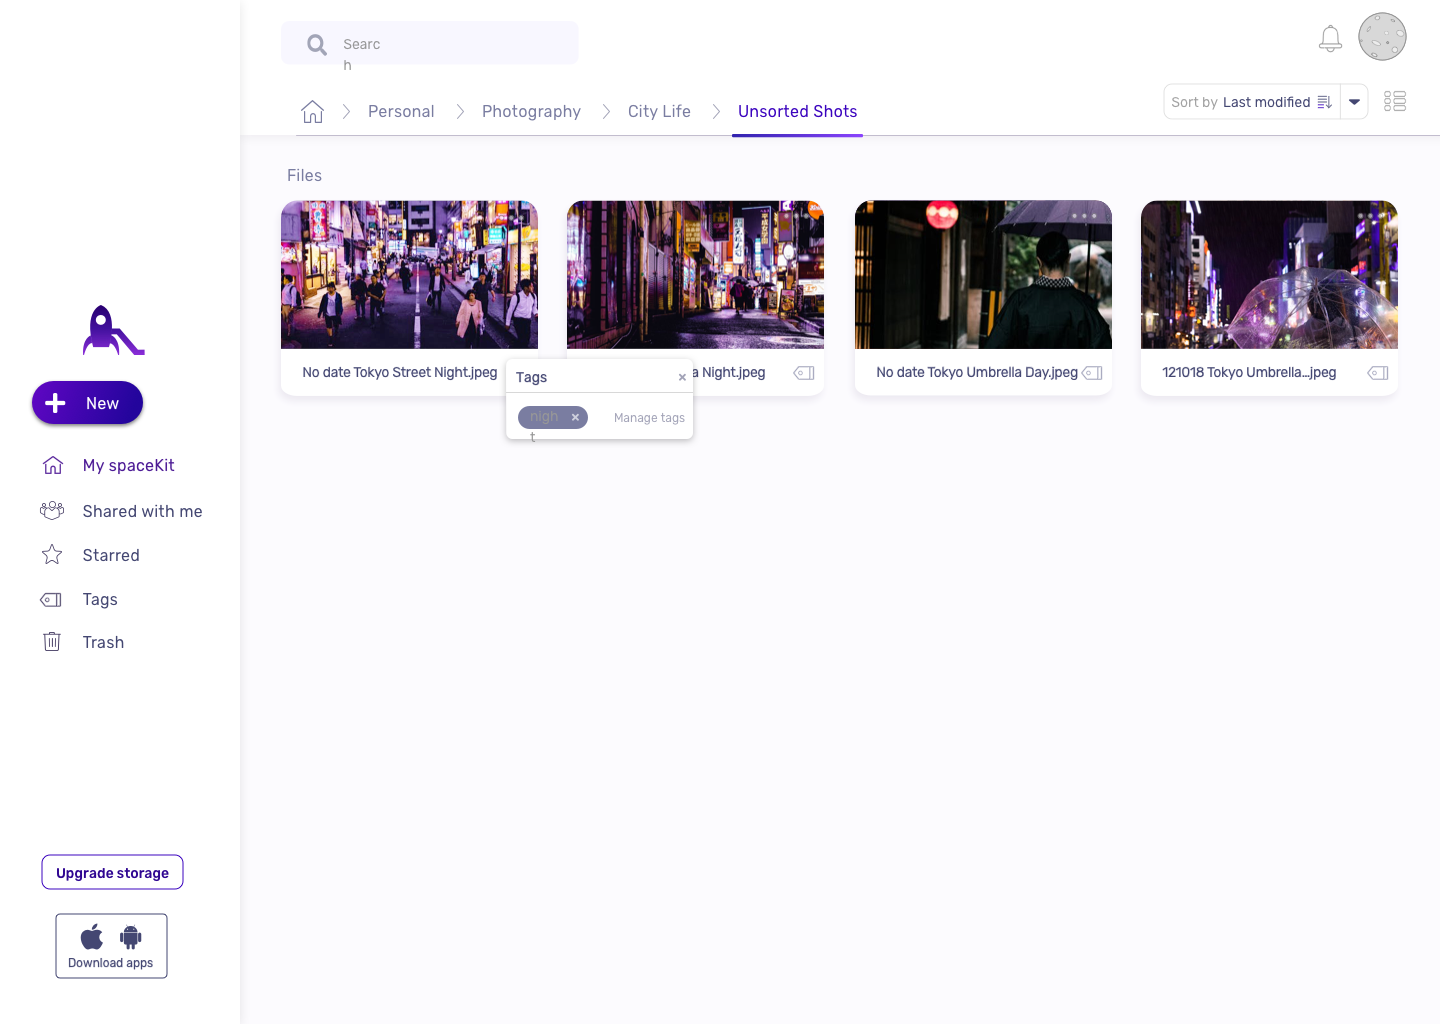 Searc
h
Personal
Photography
City Life
Unsorted Shots
Sort by Last modified
Files
No date Tokyo Street Night.jpeg
a Night.jpeg
No date Tokyo Umbrella Day.jpeg
121018 Tokyo Umbrella...jpeg
Tags
nigh
t
Manage tags
New
My spaceKit
Shared with me
Starred
Tags
Trash
Upgrade storage
Download apps